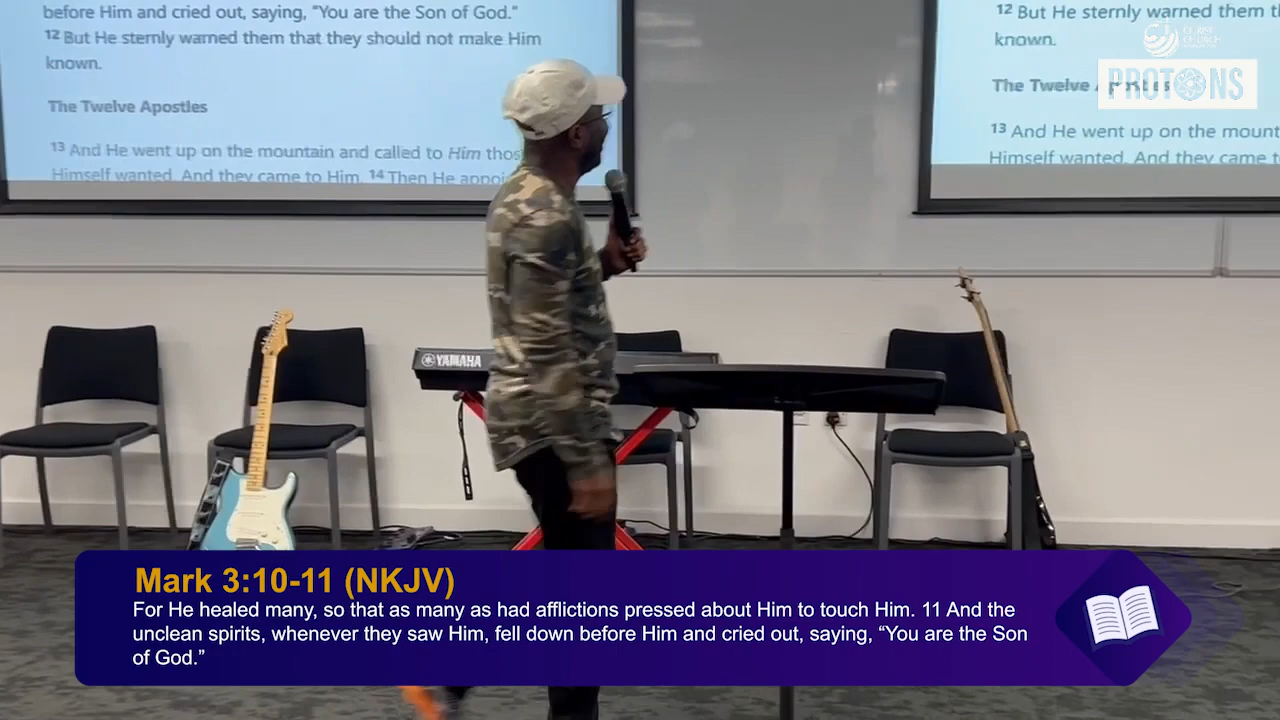 before Him and cried out, saying, “You are the Son of God.”
12 But He sternly warned them that they should not make Him
known.
The Twelve Apostles
13 And He went up on the mountain and called to Him thos
Himself wanted. And they came to Him. 14 Then He appoi
12 But He sternly warned them t
known.
The Twelve Apostles
13 And He went up on the mount
Himself wanted. And they came t
CHRIST
CHURCH
PROTONS
YAMAHA
Mark 3:10-11 (NKJV)
For He healed many, so that as many as had afflictions pressed about Him to touch Him. 11 And the
unclean spirits, whenever they saw Him, fell down before Him and cried out, saying, “You are the Son
of God.”